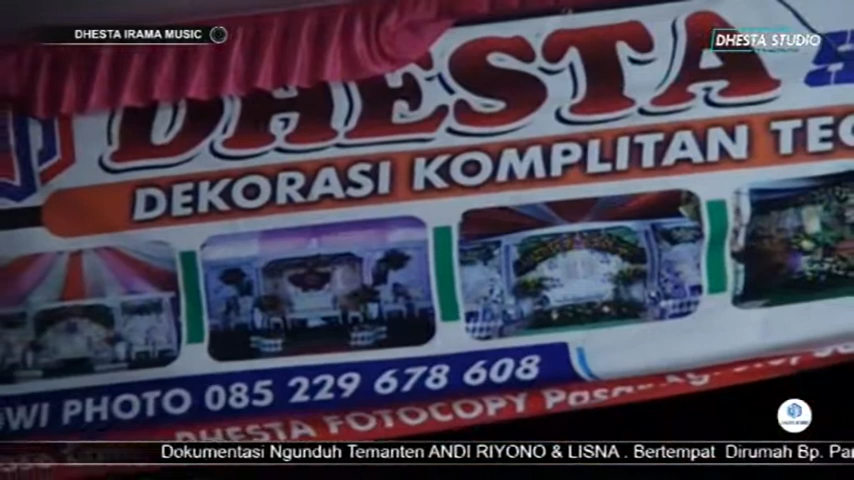 DHESTA IRAMA MUSIC
DHESTA STUDIO
DHESTA
DEKORASI KOMPLITAN
PHOTO 085 229 678 608
DHESTA FOTOCOPY
Dokumentasi Ngunduh Temanten ANDI RIYONO & LISNA . Bertempat Dirumah Bp.